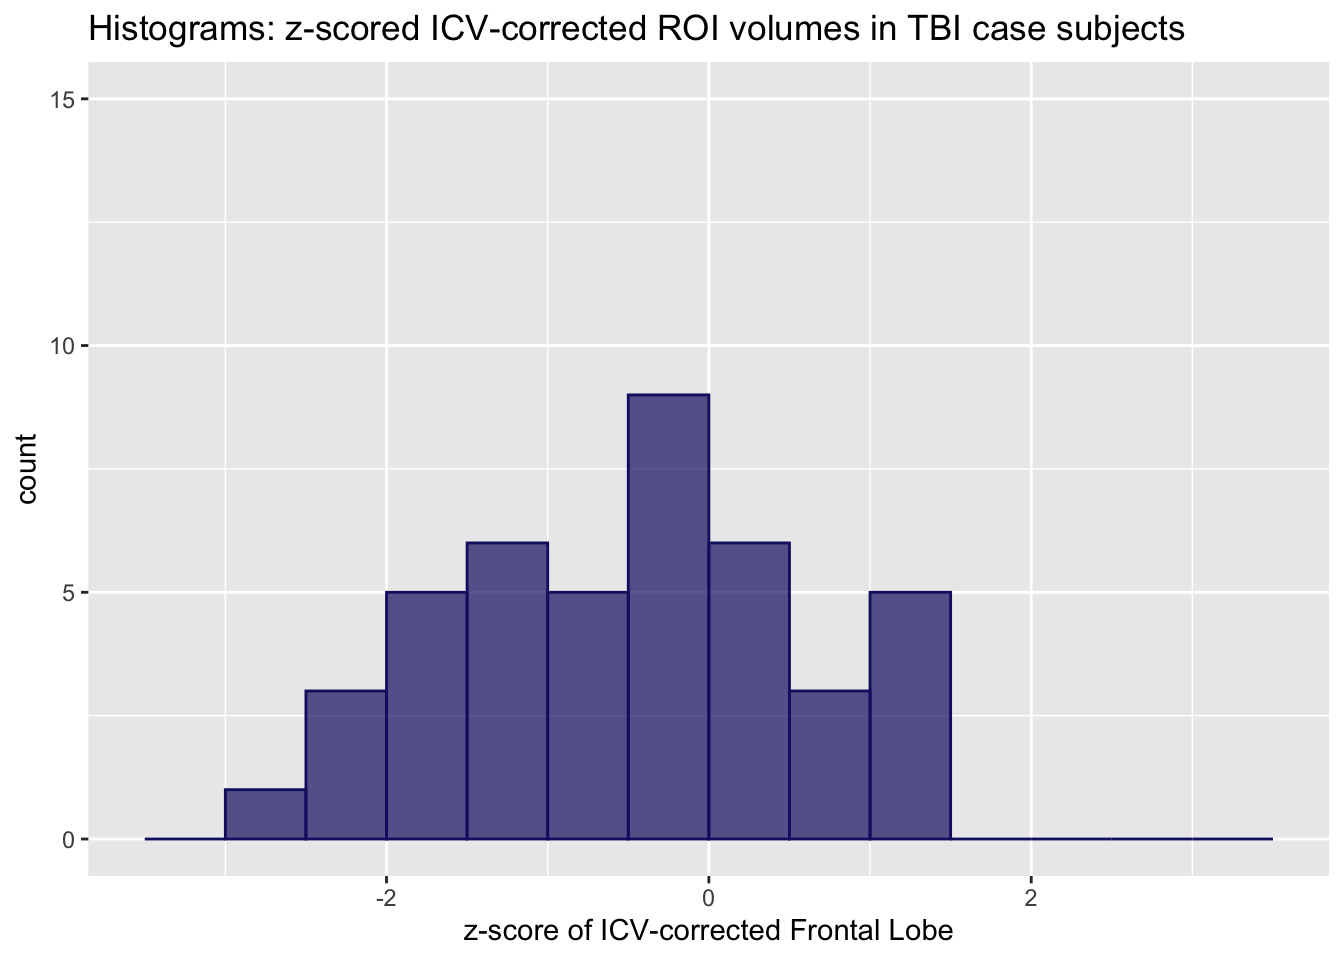 Histograms: z-scored ICV-corrected ROI volumes in TBI case subjects
15
10
5
0
count
-2
0
2
z-score of ICV-corrected Frontal Lobe